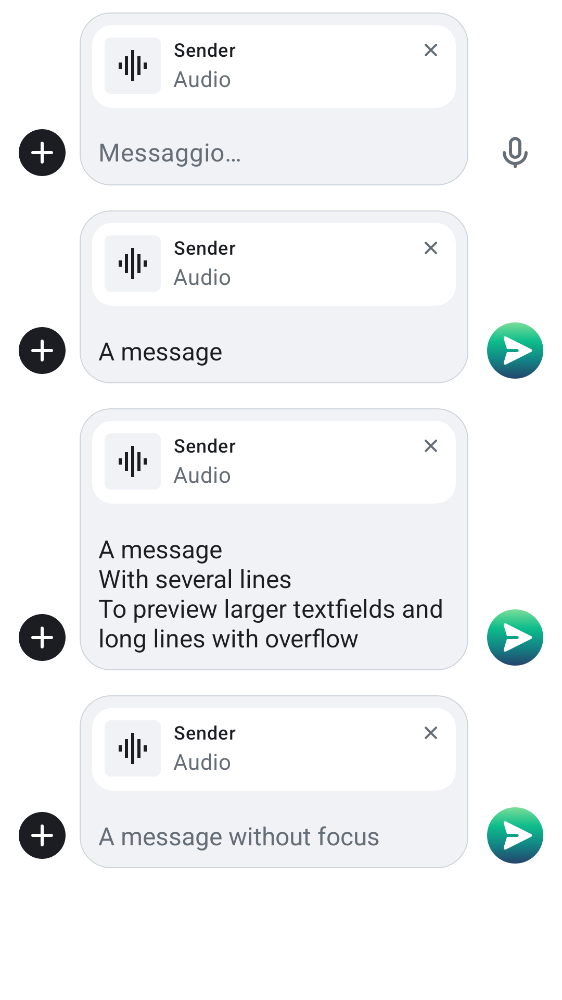 Sender
Audio
Messaggio…
Sender
Audio
A message
Sender
Audio
A message
With several lines
To preview larger textfields and
long lines with overflow
Sender
Audio
A message without focus